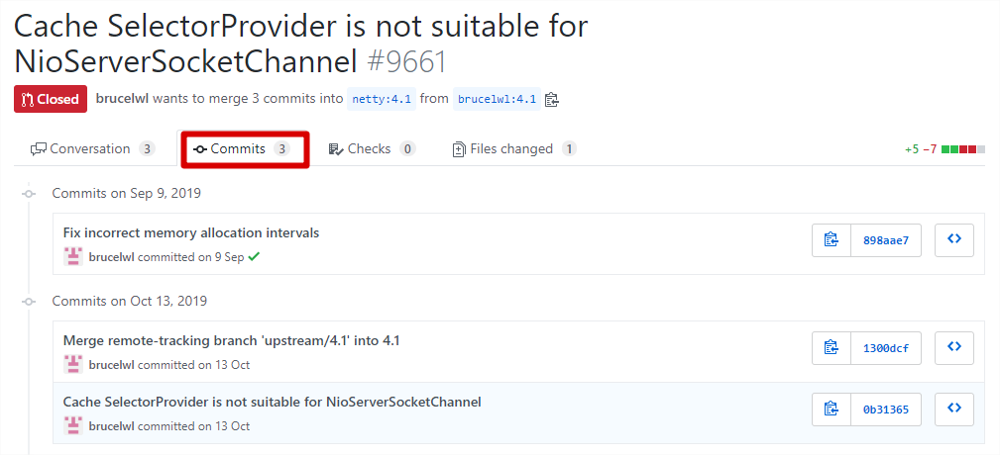 Cache SelectorProvider is not suitable for
NioServerSocketChannel #9661
Closed brucelwl wants to merge 3 commits into netty:4.1 from brucelwl:4.1
Conversation 3 Commits 3 Checks 0 Files changed 1 +5 −7
Commits on Sep 9, 2019
Fix incorrect memory allocation intervals
898aae7
brucelwl committed on 9 Sep
Commits on Oct 13, 2019
Merge remote-tracking branch 'upstream/4.1' into 4.1
1300dcf
brucelwl committed on 13 Oct
Cache SelectorProvider is not suitable for NioServerSocketChannel
0b31365
brucelwl committed on 13 Oct